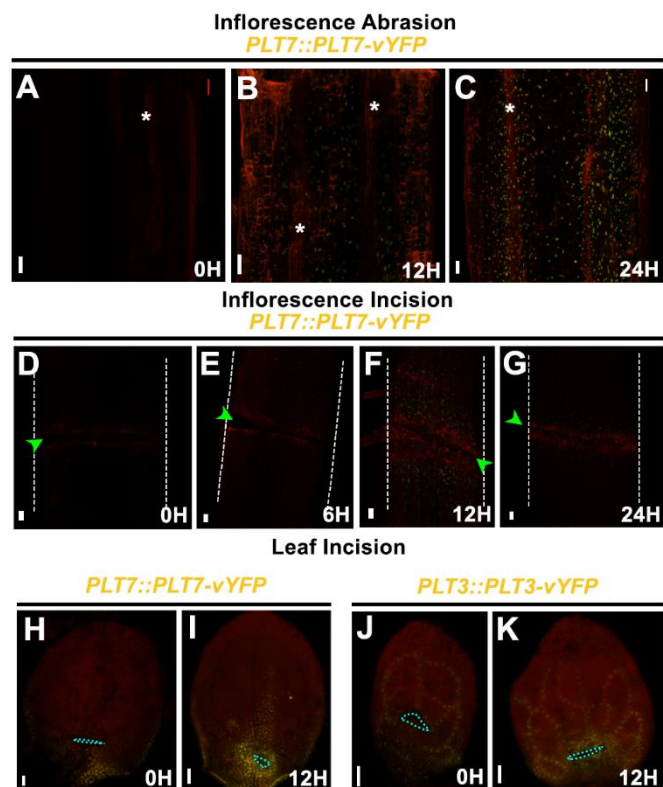 Inflorescence Abrasion
PLT7::PLT7-vYFP
A B C
0H 12H 24H
Inflorescence Incision
PLT7::PLT7-vYFP
D E F G
0H 6H 12H 24H
Leaf Incision
PLT7::PLT7-vYFP PLT3::PLT3-vYFP
H I J K
0H 12H 0H 12H